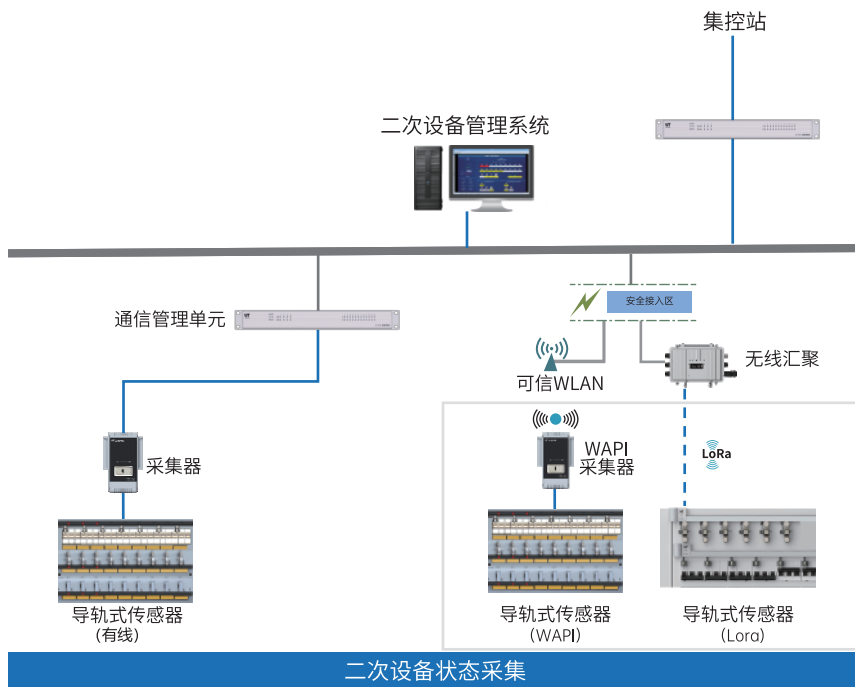 集控站
二次设备管理系统
安全接入区
通信管理单元
无线汇聚
可信WLAN
采集器
WAPI
采集器
LoRa
导轨式传感器
(有线)
导轨式传感器
(WAPI)
导轨式传感器
(Lora)
二次设备状态采集